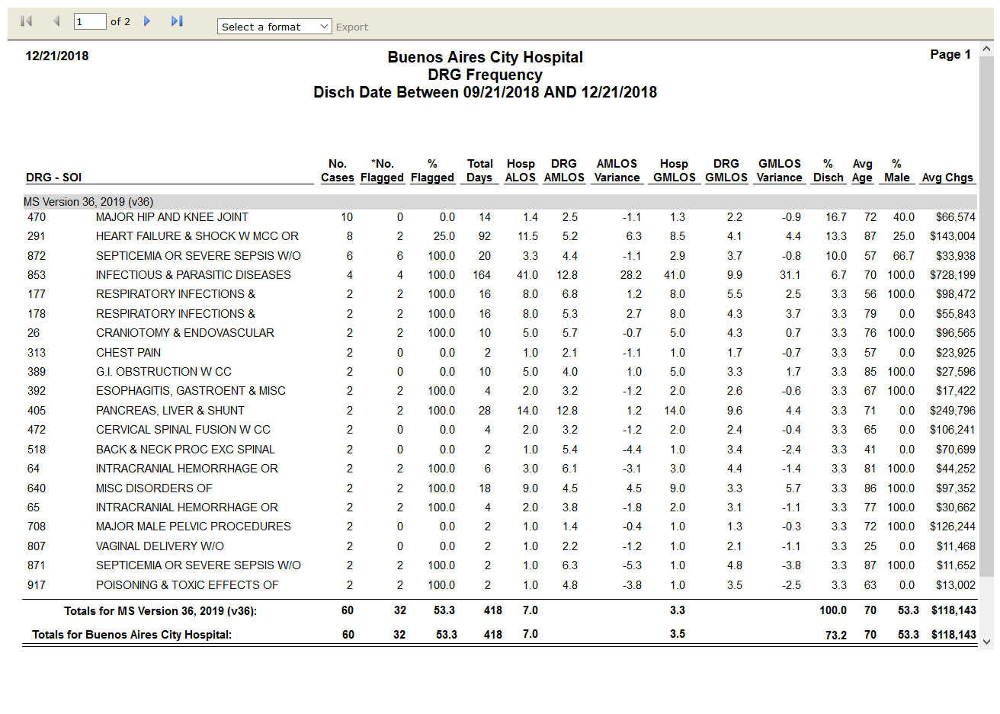 1 of 2 Select a format Export
12/21/2018 Buenos Aires City Hospital Page 1
DRG Frequency
Disch Date Between 09/21/2018 AND 12/21/2018
No. *No. % Total Hosp DRG AMLOS Hosp DRG GMLOS % Avg %
DRG - SOI Cases Flagged Flagged Days ALOS AMLOS Variance GMLOS GMLOS Variance Disch Age Male Avg Chgs
MS Version 36, 2019 (v36)
470 MAJOR HIP AND KNEE JOINT 10 0 0.0 14 1.4 2.5 -1.1 1.3 2.2 -0.9 16.7 72 40.0 $66,574
291 HEART FAILURE & SHOCK W MCC OR 8 2 25.0 92 11.5 5.2 6.3 8.5 4.1 4.4 13.3 87 25.0 $143,004
872 SEPTICEMIA OR SEVERE SEPSIS W/O 6 6 100.0 20 3.3 4.4 -1.1 2.9 3.7 -0.8 10.0 57 66.7 $33,938
853 INFECTIOUS & PARASITIC DISEASES 4 4 100.0 164 41.0 12.8 28.2 41.0 9.9 31.1 6.7 70 100.0 $728,199
177 RESPIRATORY INFECTIONS & 2 2 100.0 16 8.0 6.8 1.2 8.0 5.5 2.5 3.3 56 100.0 $98,472
178 RESPIRATORY INFECTIONS & 2 2 100.0 16 8.0 5.3 2.7 8.0 4.3 3.7 3.3 79 0.0 $55,843
26 CRANIOTOMY & ENDOVASCULAR 2 2 100.0 10 5.0 5.7 -0.7 5.0 4.3 0.7 3.3 76 100.0 $96,565
313 CHEST PAIN 2 0 0.0 2 1.0 2.1 -1.1 1.0 1.7 -0.7 3.3 57 0.0 $23,925
389 G.I. OBSTRUCTION W CC 2 0 0.0 10 5.0 4.0 1.0 5.0 3.3 1.7 3.3 85 100.0 $27,596
392 ESOPHAGITIS, GASTROENT & MISC 2 2 100.0 4 2.0 3.2 -1.2 2.0 2.6 -0.6 3.3 67 100.0 $17,422
405 PANCREAS, LIVER & SHUNT 2 2 100.0 28 14.0 12.8 1.2 14.0 9.6 4.4 3.3 71 0.0 $249,796
472 CERVICAL SPINAL FUSION W CC 2 0 0.0 4 2.0 3.2 -1.2 2.0 2.4 -0.4 3.3 65 0.0 $106,241
518 BACK & NECK PROC EXC SPINAL 2 0 0.0 2 1.0 5.4 -4.4 1.0 3.4 -2.4 3.3 41 0.0 $70,699
64 INTRACRANIAL HEMORRHAGE OR 2 2 100.0 6 3.0 6.1 -3.1 3.0 4.4 -1.4 3.3 81 100.0 $44,252
640 MISC DISORDERS OF 2 2 100.0 18 9.0 4.5 4.5 9.0 3.3 5.7 3.3 86 100.0 $97,352
65 INTRACRANIAL HEMORRHAGE OR 2 2 100.0 4 2.0 3.8 -1.8 2.0 3.1 -1.1 3.3 77 100.0 $30,662
708 MAJOR MALE PELVIC PROCEDURES 2 0 0.0 2 1.0 1.4 -0.4 1.0 1.3 -0.3 3.3 72 100.0 $126,244
807 VAGINAL DELIVERY W/O 2 0 0.0 2 1.0 2.2 -1.2 1.0 2.1 -1.1 3.3 25 0.0 $11,468
871 SEPTICEMIA OR SEVERE SEPSIS W/O 2 2 100.0 2 1.0 6.3 -5.3 1.0 4.8 -3.8 3.3 87 100.0 $11,652
917 POISONING & TOXIC EFFECTS OF 2 2 100.0 2 1.0 4.8 -3.8 1.0 3.5 -2.5 3.3 63 0.0 $13,002
Totals for MS Version 36, 2019 (v36): 60 32 53.3 418 7.0 3.3 100.0 70 53.3 $118,143
Totals for Buenos Aires City Hospital: 60 32 53.3 418 7.0 3.5 73.2 70 53.3 $118,143